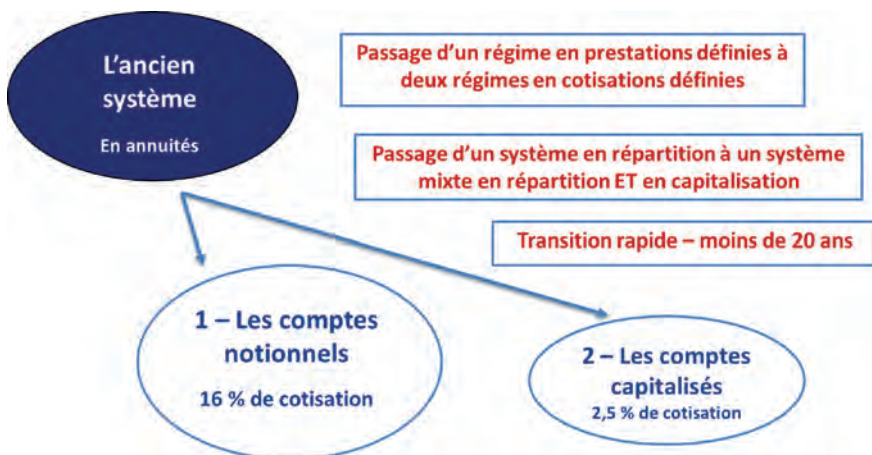 L'ancien
système
En annuités
Passage d'un régime en prestations définies à
deux régimes en cotisations définies
Passage d'un système en répartition à un système
mixte en répartition ET en capitalisation
Transition rapide – moins de 20 ans
1 – Les comptes
notionnels
16 % de cotisation
2 – Les comptes
capitalisés
2,5 % de cotisation